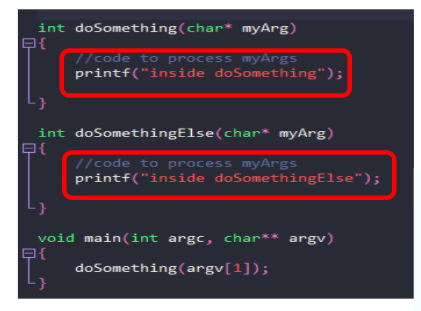 int doSomething(char* myArg)
{
//code to process myArgs
printf("inside doSomething");
}
int doSomethingElse(char* myArg)
{
//code to process myArgs
printf("inside doSomethingElse");
}
void main(int argc, char** argv)
{
doSomething(argv[1]);
}